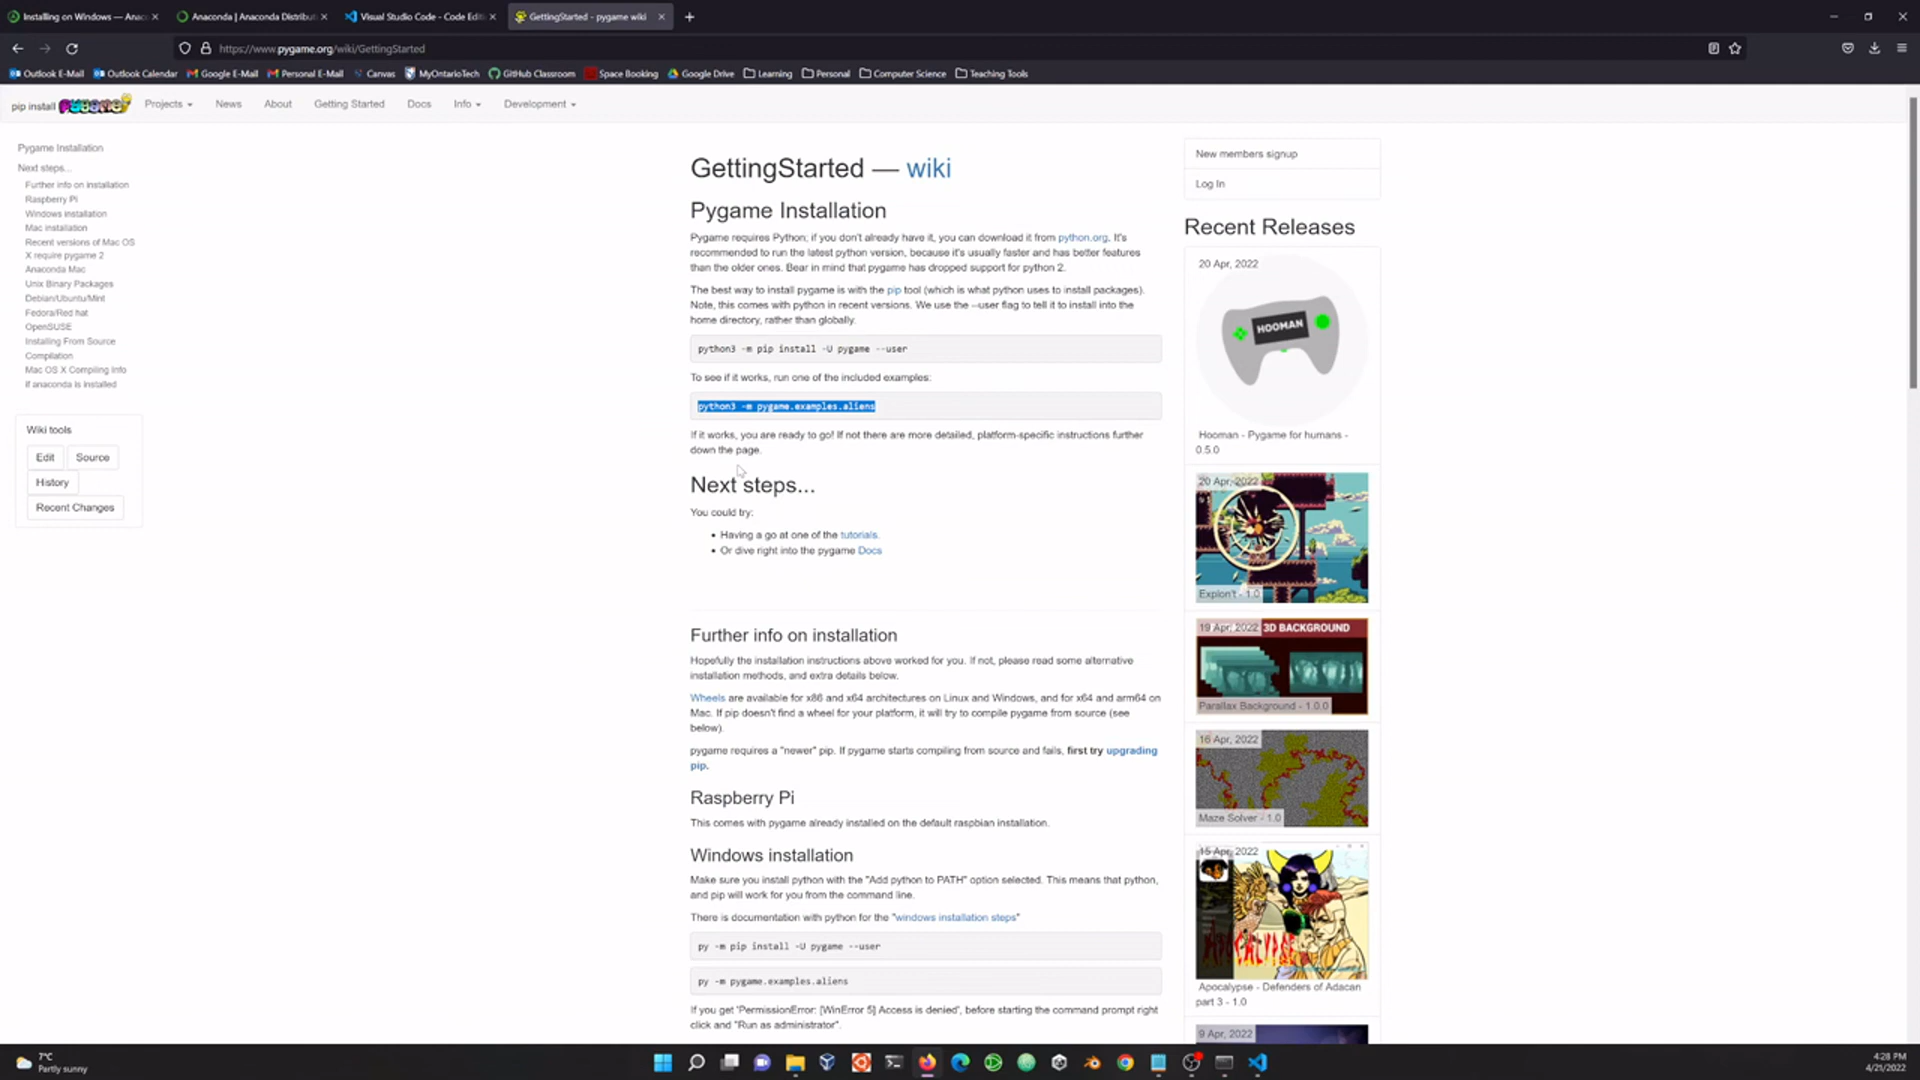 Installing on Windows — Anac
Anaconda | Anaconda Distribut
Visual Studio Code - Code Edit
GettingStarted - pygame wiki
https://www.pygame.org/wiki/GettingStarted
Outlook E-Mail
Outlook Calendar
Google E-Mail
Personal E-Mail
Canvas
MyOntarioTech
GitHub Classroom
Space Booking
Google Drive
Learning
Personal
Computer Science
Teaching Tools
pip install pygame
Projects
News
About
Getting Started
Docs
Info
Development
Pygame Installation
Next steps...
Further info on installation
Raspberry Pi
Windows installation
Mac installation
Recent versions of Mac OS
X require pygame 2
Anaconda Mac
Unix Binary Packages
Debian/Ubuntu/Mint
Fedora/Red hat
OpenSUSE
Installing From Source
Compilation
Mac OS X Compiling Info
if anaconda is installed
Wiki tools
Edit
Source
History
Recent Changes
GettingStarted — wiki
Pygame Installation
Pygame requires Python; if you don't already have it, you can download it from python.org. It's
recommended to run the latest python version, because it's usually faster and has better features
than the older ones. Bear in mind that pygame has dropped support for python 2.
The best way to install pygame is with the pip tool (which is what python uses to install packages).
Note, this comes with python in recent versions. We use the --user flag to tell it to install into the
home directory, rather than globally.
python3 -m pip install -U pygame --user
To see if it works, run one of the included examples:
python3 -m pygame.examples.aliens
If it works, you are ready to go! If not there are more detailed, platform-specific instructions further
down the page.
Next steps...
You could try:
Having a go at one of the tutorials.
Or dive right into the pygame Docs
Further info on installation
Hopefully the installation instructions above worked for you. If not, please read some alternative
installation methods, and extra details below.
Wheels are available for x86 and x64 architectures on Linux and Windows, and for x64 and arm64 on
Mac. If pip doesn't find a wheel for your platform, it will try to compile pygame from source (see
below).
pygame requires a "newer" pip. If pygame starts compiling from source and fails, first try upgrading
pip.
Raspberry Pi
This comes with pygame already installed on the default raspbian installation.
Windows installation
Make sure you install python with the "Add python to PATH" option selected. This means that python,
and pip will work for you from the command line.
There is documentation with python for the "windows installation steps"
py -m pip install -U pygame --user
py -m pygame.examples.aliens
If you get 'PermissionError: [WinError 5] Access is denied', before starting the command prompt right
click and "Run as administrator".
New members signup
Log In
Recent Releases
20 Apr, 2022
HOOMAN
Hooman - Pygame for humans -
0.5.0
20 Apr, 2022
Explon't - 1.0
19 Apr, 2022
3D BACKGROUND
Parallax Background - 1.0.0
16 Apr, 2022
Maze Solver - 1.0
15 Apr, 2022
APOCALYPSE
Apocalypse - Defenders of Adacan
part 3 - 1.0
9 Apr, 2022
7°C
Partly sunny
4:28 PM
4/21/2022